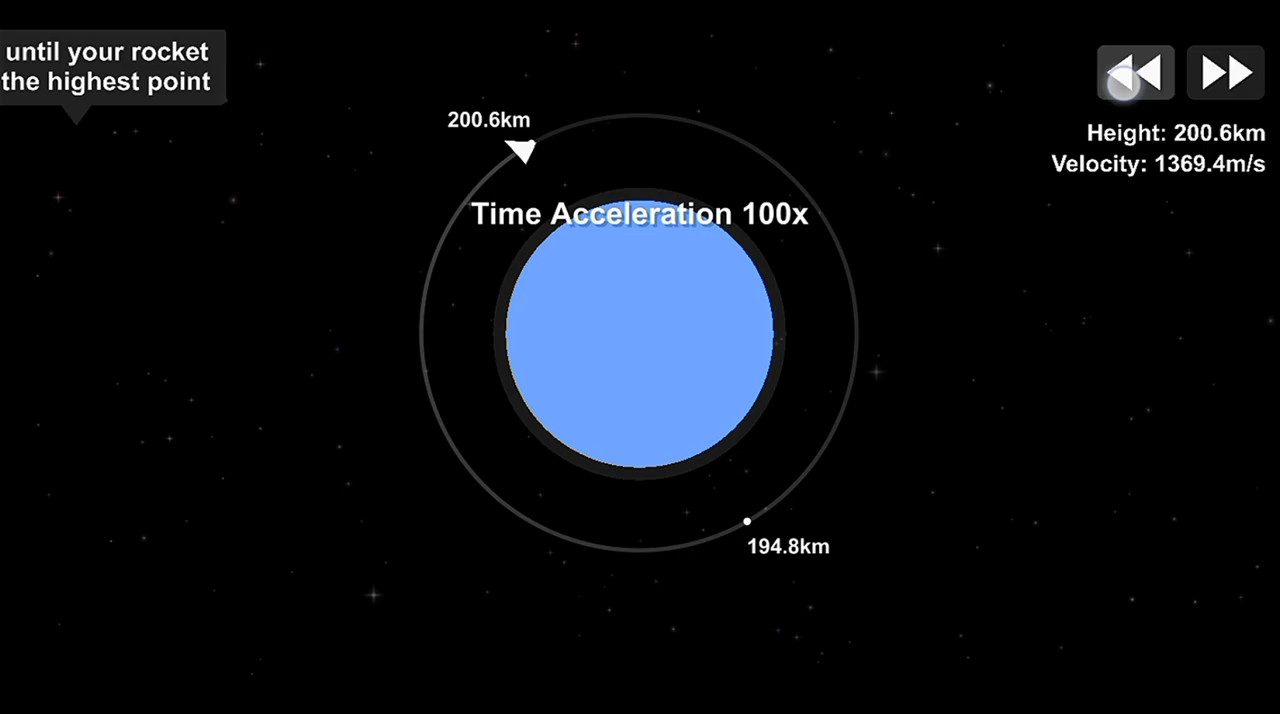 until your rocket
the highest point
200.6km
Height: 200.6km
Velocity: 1369.4m/s
Time Acceleration 100x
194.8km